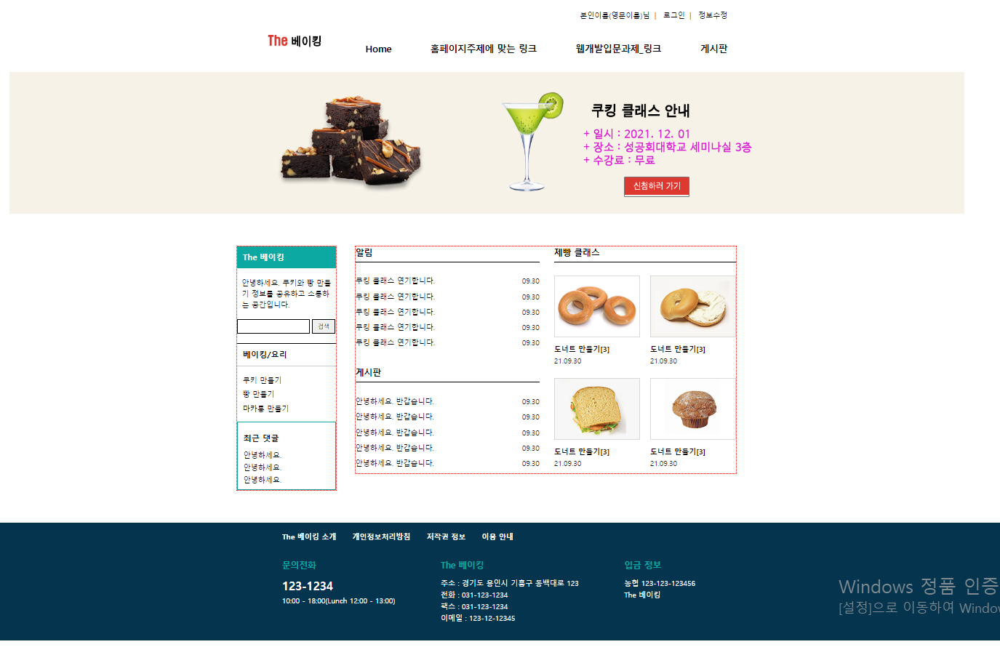 본인이름(영문이름)님 | 로그인 | 정보수정
The 베이킹
Home 홈페이지주제에 맞는 링크 웹개발입문과제_링크 게시판
쿠킹 클래스 안내
+ 일시 : 2021. 12. 01
+ 장소 : 성공회대학교 세미나실 3층
+ 수강료 : 무료
신청하러 가기
The 베이킹
안녕하세요. 쿠키와 빵 만들
기 정보를 공유하고 소통하
는 공간입니다.
검색
베이킹/요리
쿠키 만들기
빵 만들기
마카롱 만들기
최근 댓글
안녕하세요.
안녕하세요.
안녕하세요.
알림
쿠킹 클래스 연기합니다. 09.30
쿠킹 클래스 연기합니다. 09.30
쿠킹 클래스 연기합니다. 09.30
쿠킹 클래스 연기합니다. 09.30
쿠킹 클래스 연기합니다. 09.30
게시판
안녕하세요. 반갑습니다. 09.30
안녕하세요. 반갑습니다. 09.30
안녕하세요. 반갑습니다. 09.30
안녕하세요. 반갑습니다. 09.30
안녕하세요. 반갑습니다. 09.30
제빵 클래스
도너트 만들기[3]
21.09.30
도너트 만들기[3]
21.09.30
도너트 만들기[3]
21.09.30
도너트 만들기[3]
21.09.30
The 베이킹 소개 개인정보처리방침 저작권 정보 이용 안내
문의전화
123-1234
10:00 - 18:00(Lunch 12:00 - 13:00)
The 베이킹
주소 : 경기도 용인시 기흥구 동백대로 123
전화 : 031-123-1234
팩스 : 031-123-1234
이메일 : 123-12-12345
입금 정보
농협 123-123-123456
The 베이킹
Windows 정품 인증
[설정]으로 이동하여 Window